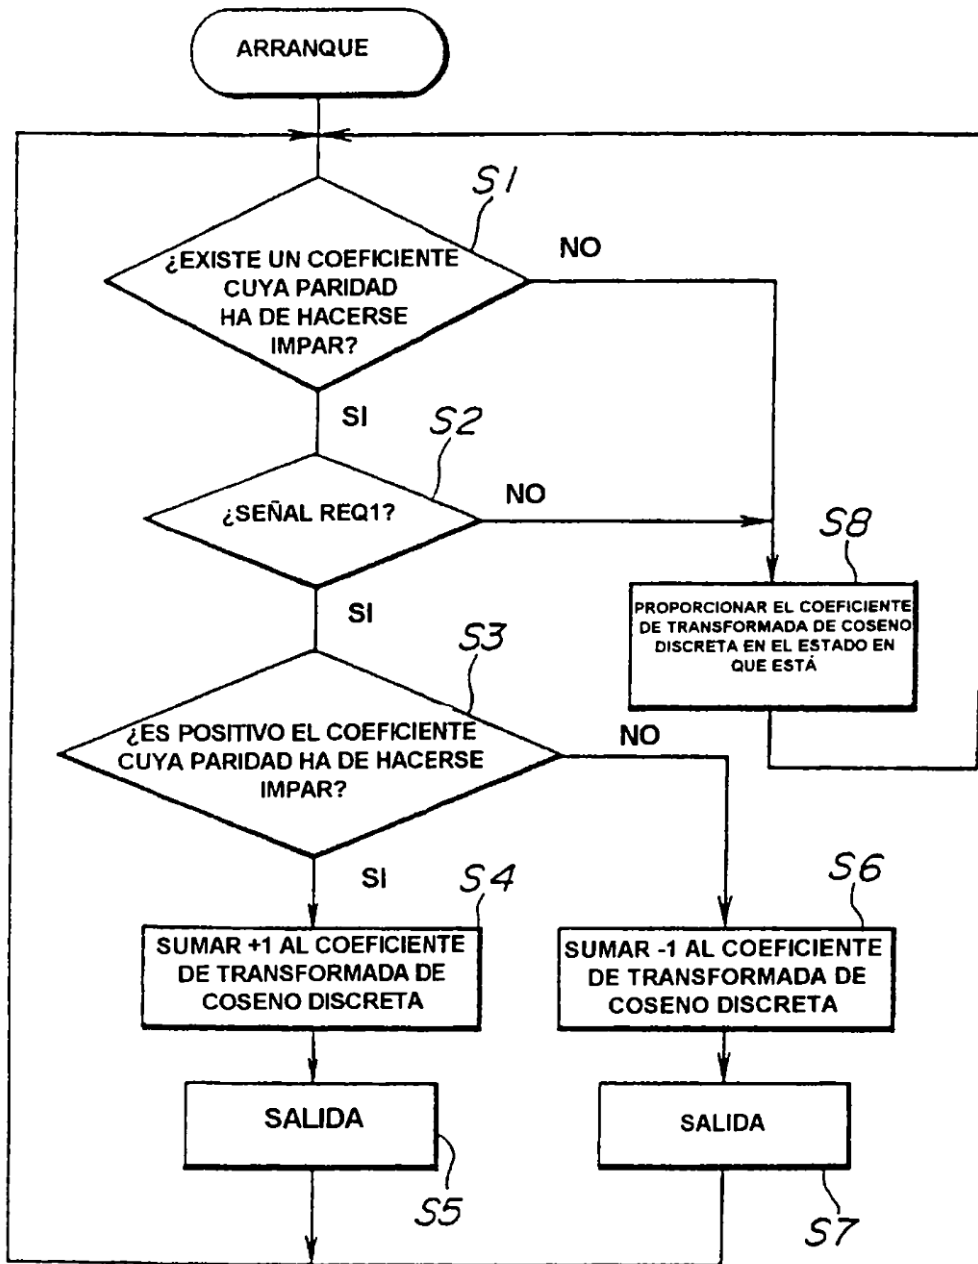 ARRANQUE
S1
¿EXISTE UN COEFICIENTE
CUYA PARIDAD
HA DE HACERSE
IMPAR?
NO
SI
S2
¿SEÑAL REQ1?
NO
SI
S8
PROPORCIONAR EL COEFICIENTE
DE TRANSFORMADA DE COSENO
DISCRETA EN EL ESTADO EN
QUE ESTÁ
S3
¿ES POSITIVO EL COEFICIENTE
CUYA PARIDAD HA DE HACERSE
IMPAR?
NO
SI
S4
SUMAR +1 AL COEFICIENTE
DE TRANSFORMADA DE
COSENO DISCRETA
S6
SUMAR -1 AL COEFICIENTE
DE TRANSFORMADA DE
COSENO DISCRETA
SALIDA
S5
SALIDA
S7